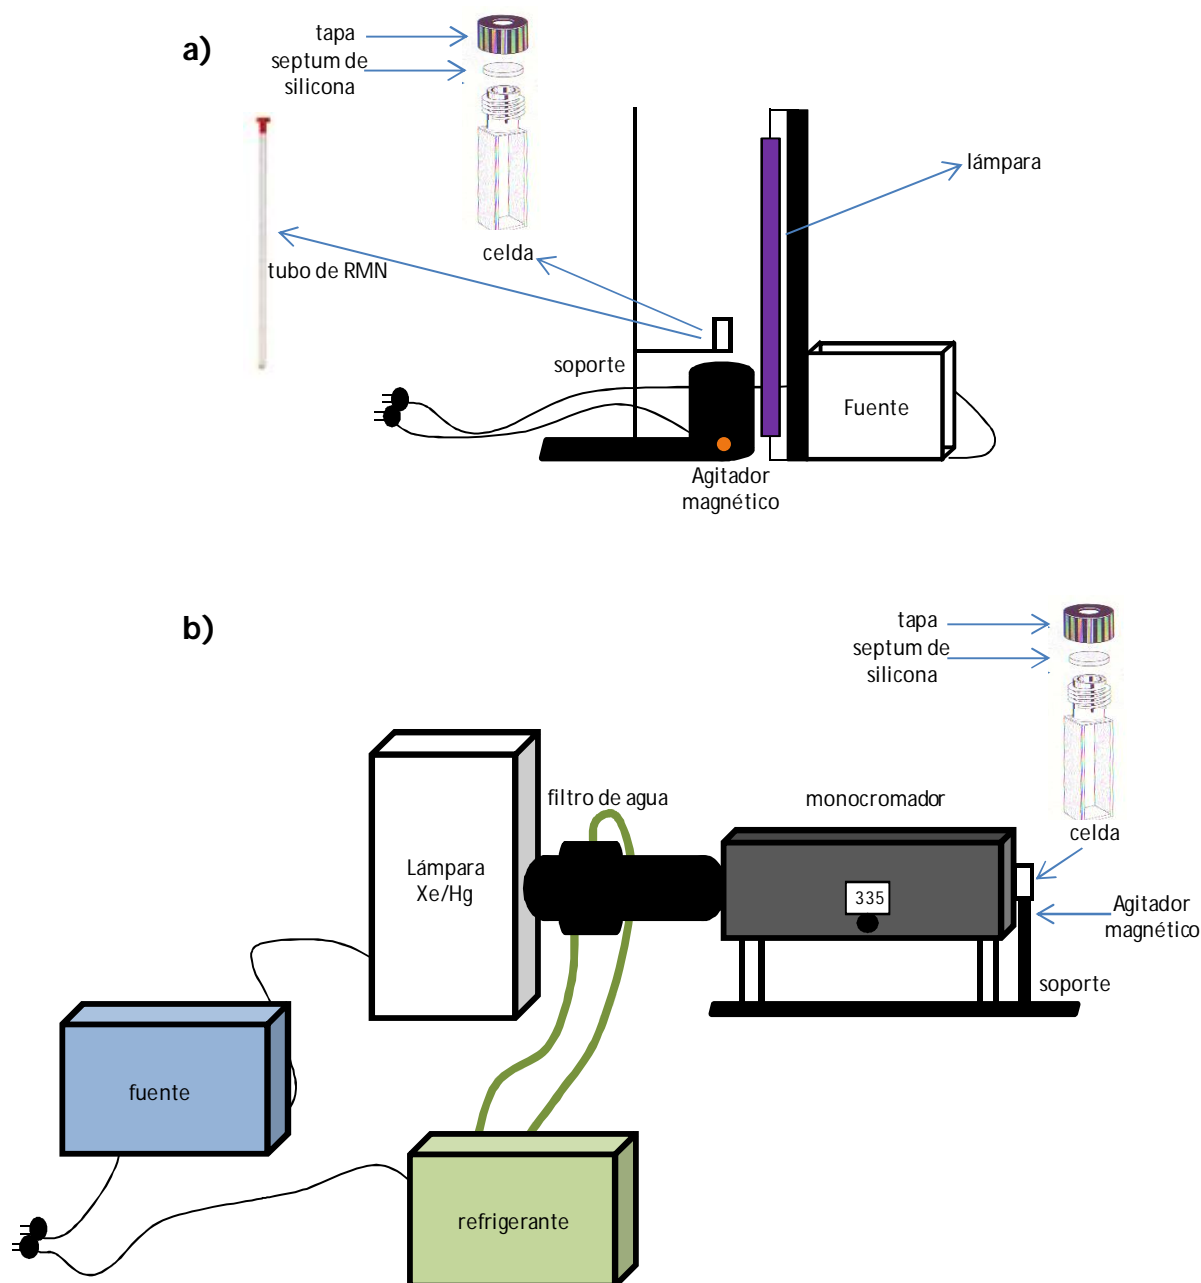 a)
tapa
septum de
silicona
lámpara
celda
tubo de RMN
soporte
Fuente
Agitador
magnético
b)
tapa
septum de
silicona
filtro de agua
monocromador
celda
Lámpara
Xe/Hg
335
Agitador
magnético
soporte
fuente
refrigerante